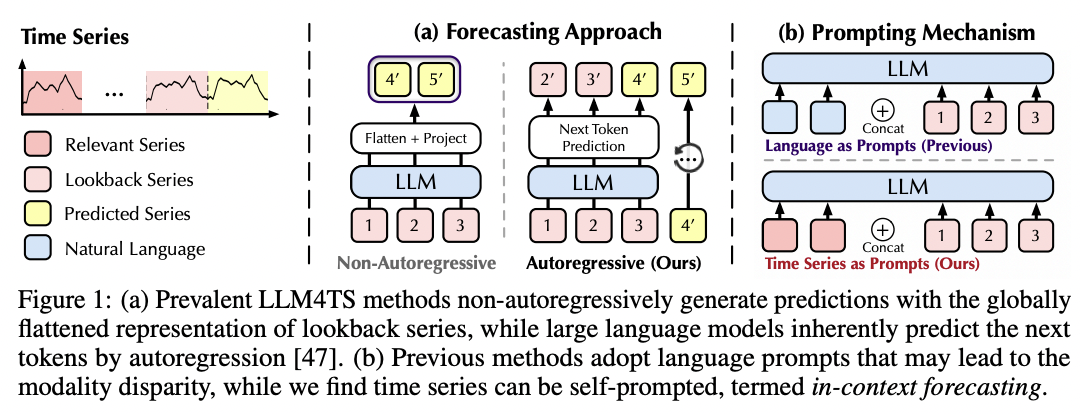 Time Series
...
Relevant Series
Lookback Series
Predicted Series
Natural Language
(a) Forecasting Approach
4′ 5′
Flatten + Project
LLM
1 2 3
Non-Autoregressive
2′ 3′ 4′ 5′
Next Token
Prediction
...
LLM
1 2 3 4′
Autoregressive (Ours)
(b) Prompting Mechanism
LLM
+ 1 2 3
Concat
Language as Prompts (Previous)
LLM
+ 1 2 3
Concat
Time Series as Prompts (Ours)
Figure 1: (a) Prevalent LLM4TS methods non-autoregressively generate predictions with the globally
flattened representation of lookback series, while large language models inherently predict the next
tokens by autoregression [47]. (b) Previous methods adopt language prompts that may lead to the
modality disparity, while we find time series can be self-prompted, termed in-context forecasting.